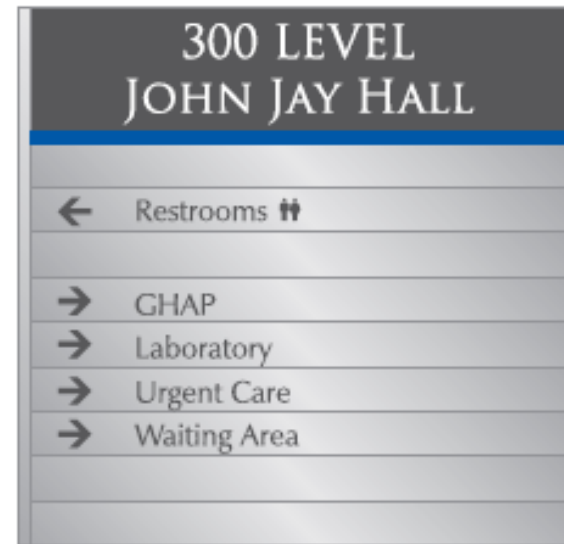 300 LEVEL
JOHN JAY HALL
← Restrooms
→ GHAP
→ Laboratory
→ Urgent Care
→ Waiting Area